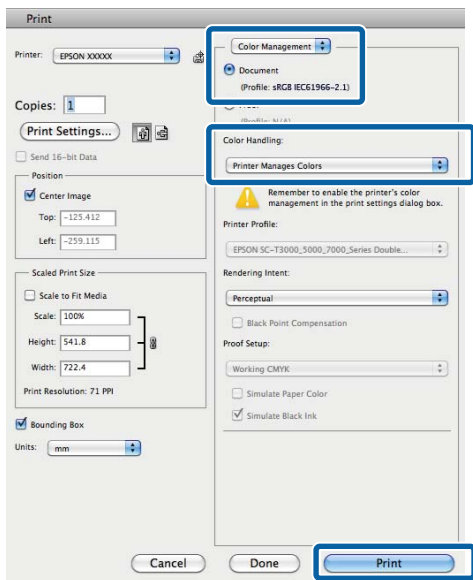 Print
Printer: EPSON XXXXX
Copies: 1
Print Settings...
Send 16-bit Data
Position
Center Image
Top: -125.412
Left: -259.115
Scaled Print Size
Scale to Fit Media
Scale: 100%
Height: 541.8
Width: 722.4
Print Resolution: 71 PPI
Bounding Box
Units: mm
Color Management
Document
(Profile: sRGB IEC61966-2.1)
Color Handling:
Printer Manages Colors
Remember to enable the printer's color
management in the print settings dialog box.
Printer Profile:
EPSON SC-T3000_5000_7000_Series Double...
Rendering Intent:
Perceptual
Black Point Compensation
Proof Setup:
Working CMYK
Simulate Paper Color
Simulate Black Ink
Cancel
Done
Print